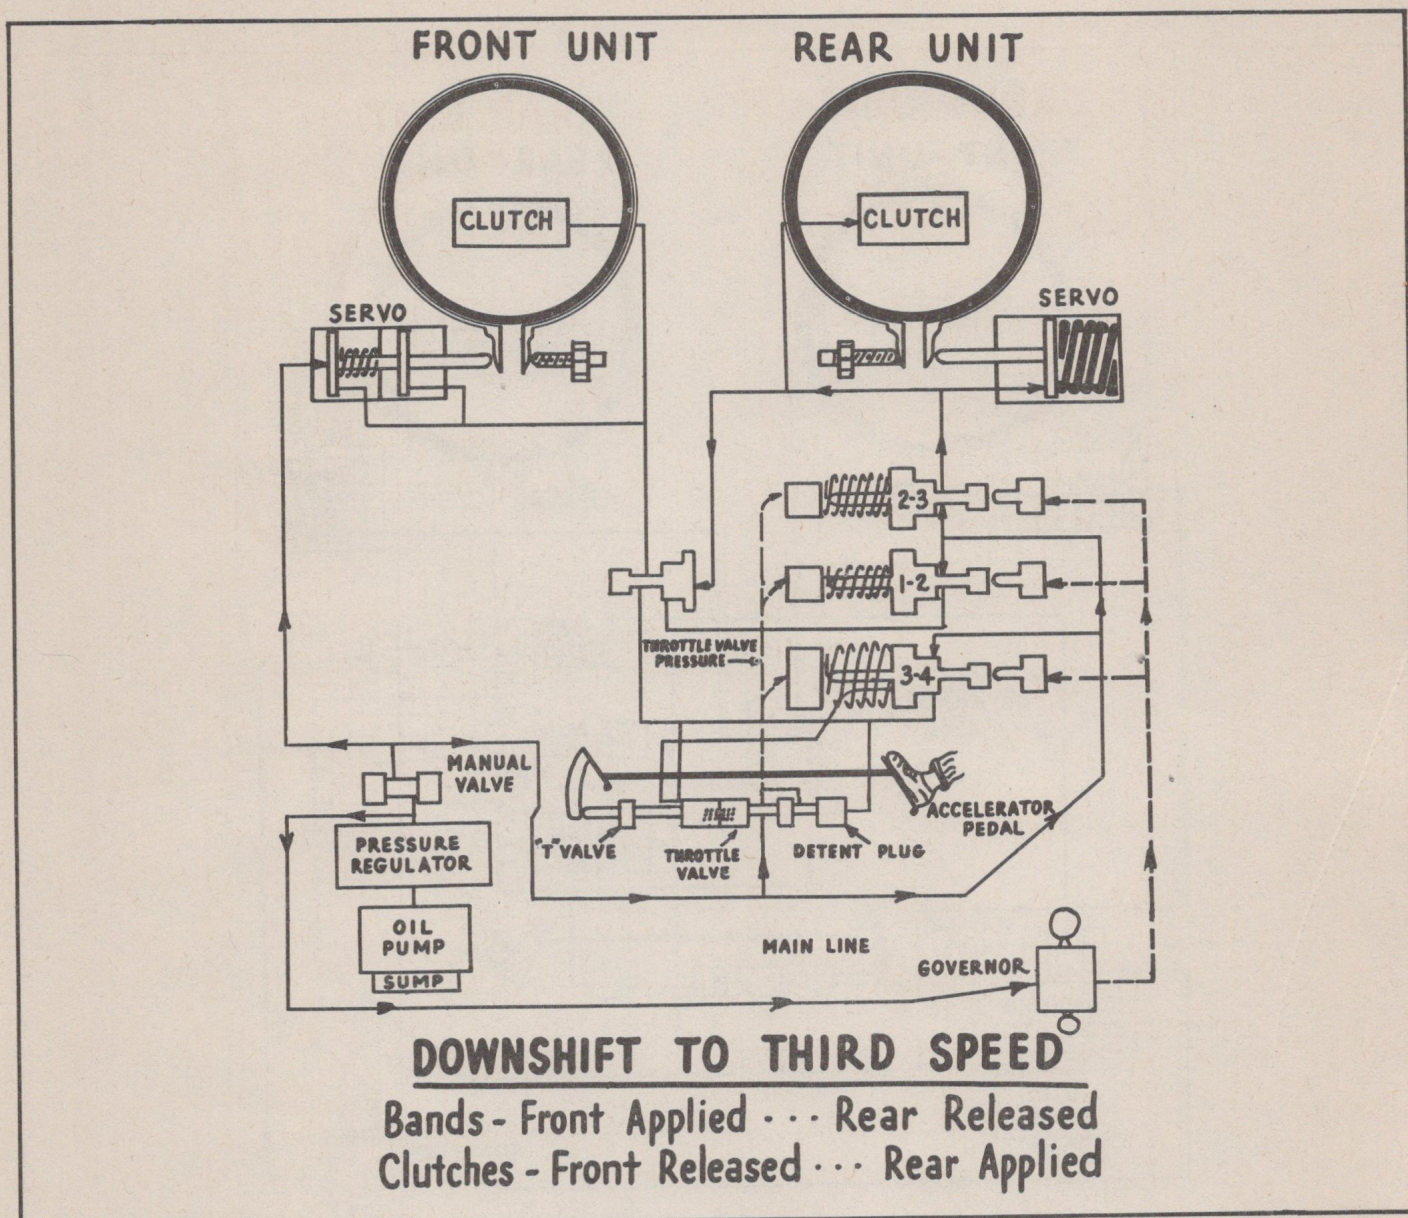 FRONT UNIT
REAR UNIT
CLUTCH
CLUTCH
SERVO
SERVO
2-3
1-2
THROTTLE VALVE
PRESSURE
3-4
MANUAL
VALVE
ACCELERATOR
PEDAL
PRESSURE
REGULATOR
"T" VALVE
THROTTLE
VALVE
DETENT PLUG
OIL
PUMP
SUMP
MAIN LINE
GOVERNOR
DOWNSHIFT TO THIRD SPEED
Bands - Front Applied ... Rear Released
Clutches - Front Released ... Rear Applied